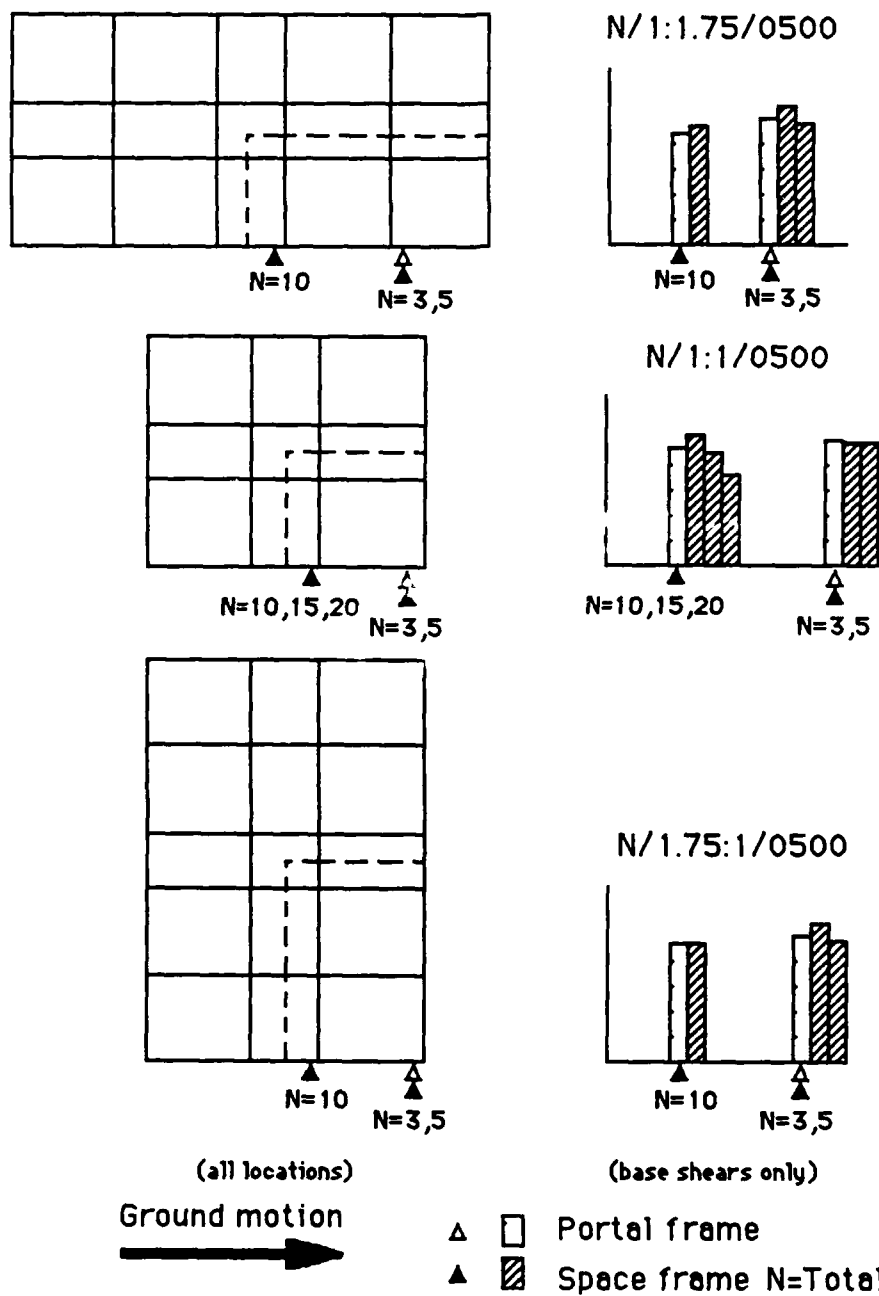 N/1:1.75/0500
N=10
N=3,5
N=10
N=3,5
N/1:1/0500
N=10,15,20
N=3,5
N=10,15,20
N=3,5
N/1.75:1/0500
N=10
N=3,5
N=10
N=3,5
(all locations)
(base shears only)
Ground motion
Portal frame
Space frame N=Total